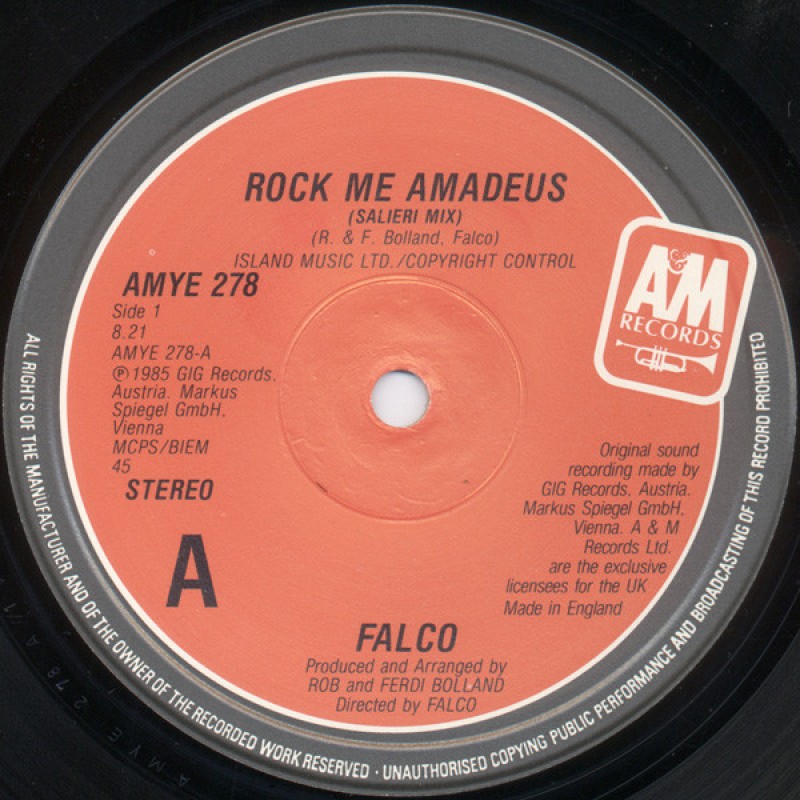 ROCK ME AMADEUS
(SALIERI MIX)
(R. & F. Bolland, Falco)
ISLAND MUSIC LTD./COPYRIGHT CONTROL
AMYE 278
Side 1
8.21
AMYE 278-A
℗ 1985 GIG Records.
Austria. Markus
Spiegel GmbH,
Vienna
MCPS/BIEM
45
STEREO
A
A&M
RECORDS
Original sound
recording made by
GIG Records. Austria.
Markus Spiegel GmbH,
Vienna. A & M
Records Ltd.
are the exclusive
licensees for the UK
Made in England
FALCO
Produced and Arranged by
ROB and FERDI BOLLAND
Directed by FALCO
ALL RIGHTS OF THE MANUFACTURER AND OF THE OWNER OF THE RECORDED WORK RESERVED · UNAUTHORISED COPYING PUBLIC PERFORMANCE AND BROADCASTING OF THIS RECORD PROHIBITED